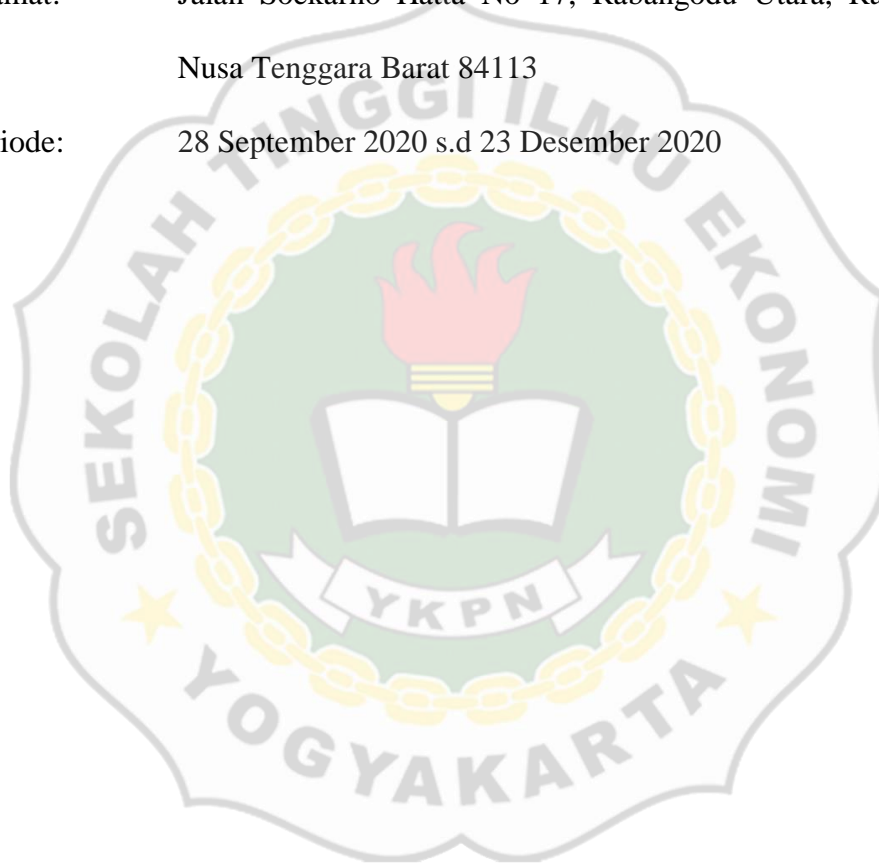 Jalan Soekarno Hatta No 17, Rabangodu Utara,
Nusa Tenggara Barat 84113
28 September 2020 s.d 23 Desember 2020
SEKOLAH TINGGI ILMU EKONOMI
YKPN
YOGYAKARTA